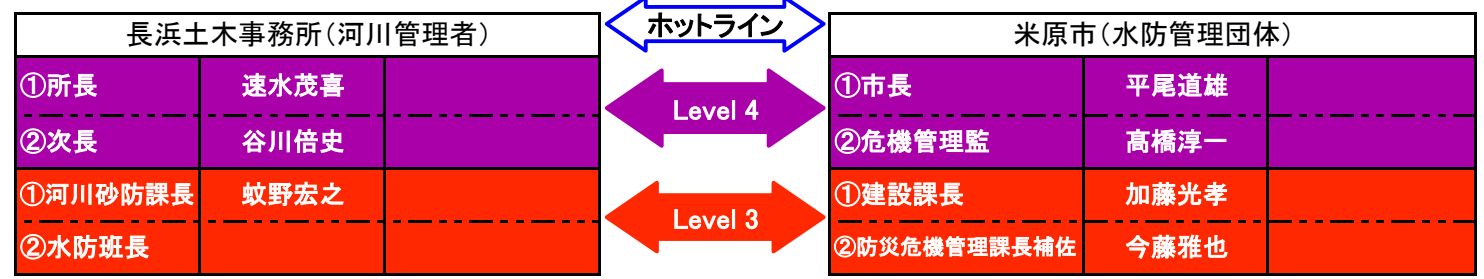 長浜土木事務所（河川管理者）
①所長 速水茂喜
②次長 谷川倍史
①河川砂防課長 蚊野宏之
②水防班長
ホットライン
Level 4
Level 3
米原市（水防管理団体）
①市長 平尾道雄
②危機管理監 髙橋淳一
①建設課長 加藤光孝
②防災危機管理課長補佐 今藤雅也